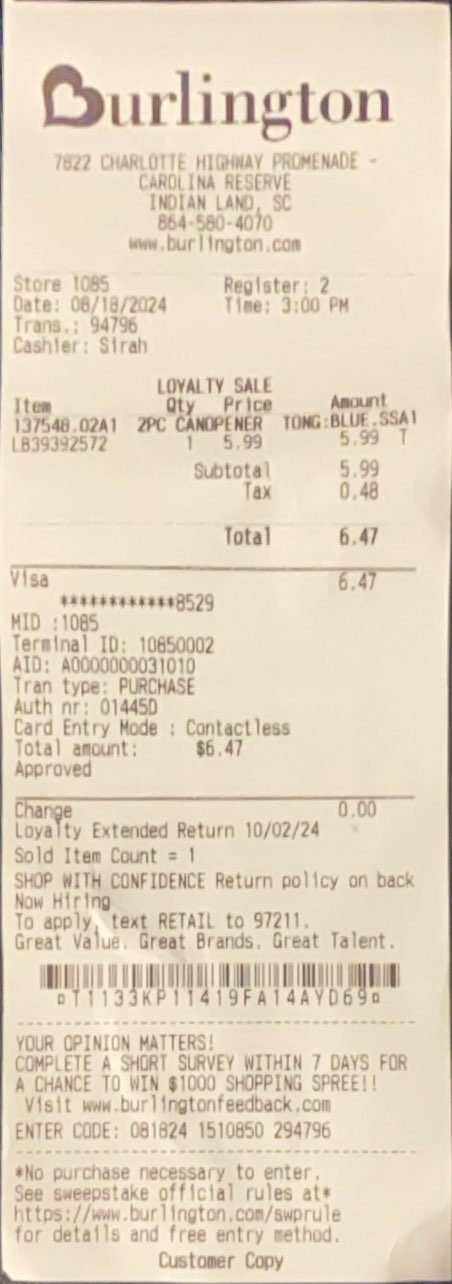 Burlington
7822 CHARLOTTE HIGHWAY PROMENADE -
CAROLINA RESERVE
INDIAN LAND, SC
864-580-4070
www.burlington.com
Store 1085 Register: 2
Date: 08/18/2024 Time: 3:00 PM
Trans.: 94796
Cashier: Sirah
LOYALTY SALE
Item Qty Price Amount
137548.02A1 2PC CANOPENER TONG:BLUE.SSA1
LB39392572 1 5.99 5.99 T
Subtotal 5.99
Tax 0.48
Total 6.47
Visa 6.47
************8529
MID :1085
Terminal ID: 10850002
AID: A0000000031010
Tran type: PURCHASE
Auth nr: 01445D
Card Entry Mode : Contactless
Total amount: $6.47
Approved
Change 0.00
Loyalty Extended Return 10/02/24
Sold Item Count = 1
SHOP WITH CONFIDENCE Return policy on back
Now Hiring
To apply, text RETAIL to 97211.
Great Value. Great Brands. Great Talent.
¤T1133KP11419FA14AYD69¤
YOUR OPINION MATTERS!
COMPLETE A SHORT SURVEY WITHIN 7 DAYS FOR
A CHANCE TO WIN $1000 SHOPPING SPREE!!
Visit www.burlingtonfeedback.com
ENTER CODE: 081824 1510850 294796
*No purchase necessary to enter.
See sweepstake official rules at*
https://www.burlington.com/swprule
for details and free entry method.
Customer Copy